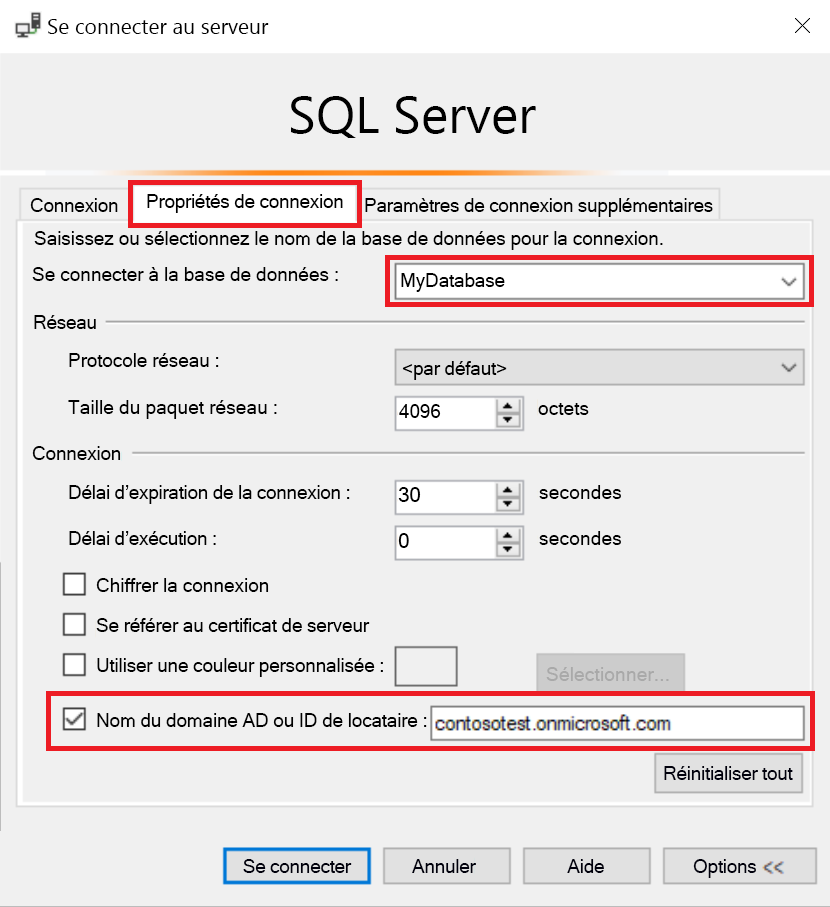 Se connecter au serveur
SQL Server
Connexion Propriétés de connexion Paramètres de connexion supplémentaires
Saisissez ou sélectionnez le nom de la base de données pour la connexion.
Se connecter à la base de données : MyDatabase
Réseau
Protocole réseau : <par défaut>
Taille du paquet réseau : 4096 octets
Connexion
Délai d’expiration de la connexion : 30 secondes
Délai d’exécution : 0 secondes
Chiffrer la connexion
Se référer au certificat de serveur
Utiliser une couleur personnalisée : Sélectionner...
Nom du domaine AD ou ID de locataire : contosotest.onmicrosoft.com
Réinitialiser tout
Se connecter Annuler Aide Options <<